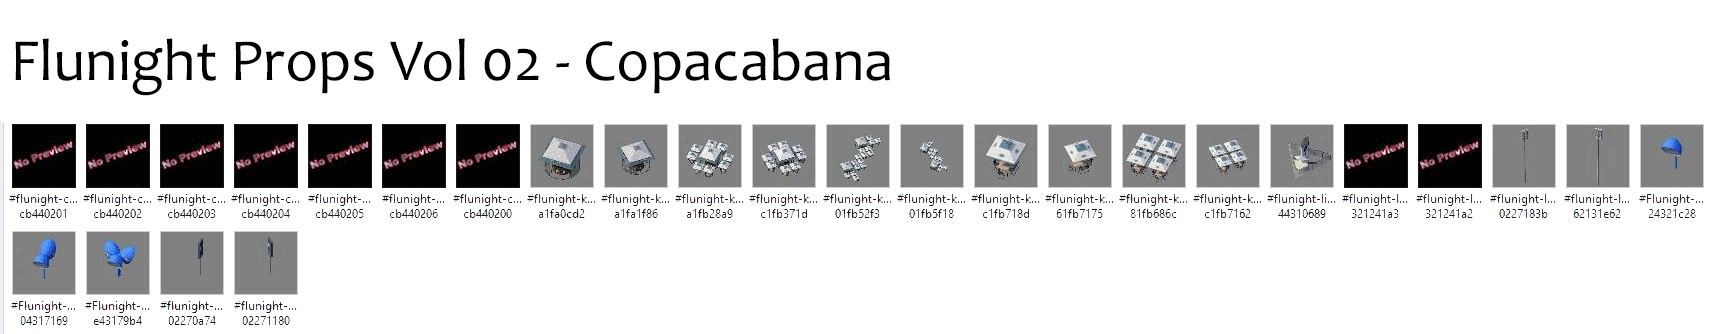 Flunight Props Vol 02 - Copacabana
No Preview No Preview No Preview No Preview No Preview No Preview No Preview No Preview No Preview
#flunight-c... #flunight-c... #flunight-c... #flunight-c... #flunight-... #flunight-c... #flunight-c... #flunight-k... #flunight-k... #flunight-k... #flunight-k... #flunight-k... #flunight-k... #flunight-k... #flunight-k... #flunight-k... #flunight-k... #flunight-li... #flunight-l... #flunight-l... #flunight-l... #flunight-l... #Flunight-...
cb440201 cb440202 cb440203 cb440204 cb440205 cb440206 cb440200 a1fa0cd2 a1fa1f86 a1fb28a9 c1fb371d 01fb52f3 01fb5f18 c1fb718d 61fb7175 81fb686c c1fb7162 44310689 321241a3 321241a2 0227183b 62131e62 24321c28
#Flunight-... #Flunight-... #flunight-... #flunight-...
04317169 e43179b4 02270a74 02271180